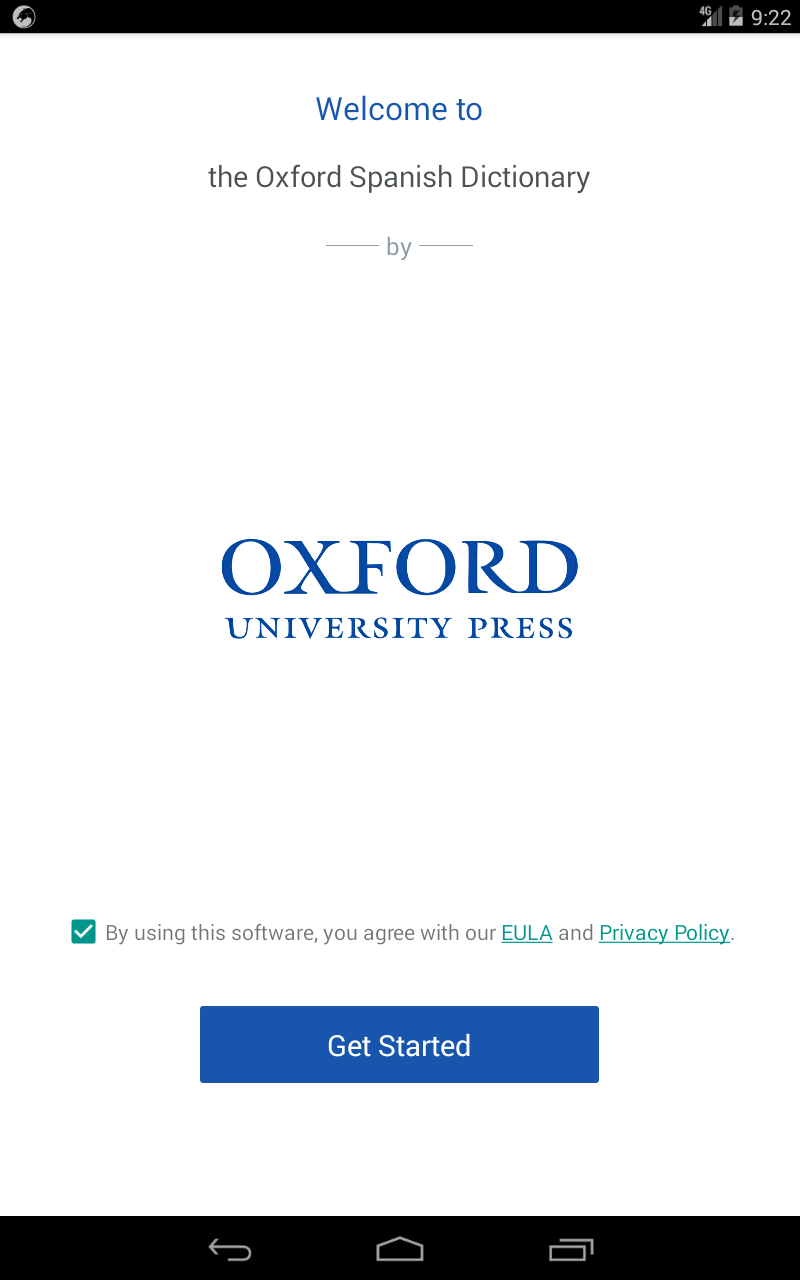 4G 9:22
Welcome to
the Oxford Spanish Dictionary
by
OXFORD
UNIVERSITY PRESS
By using this software, you agree with our EULA and Privacy Policy.
Get Started